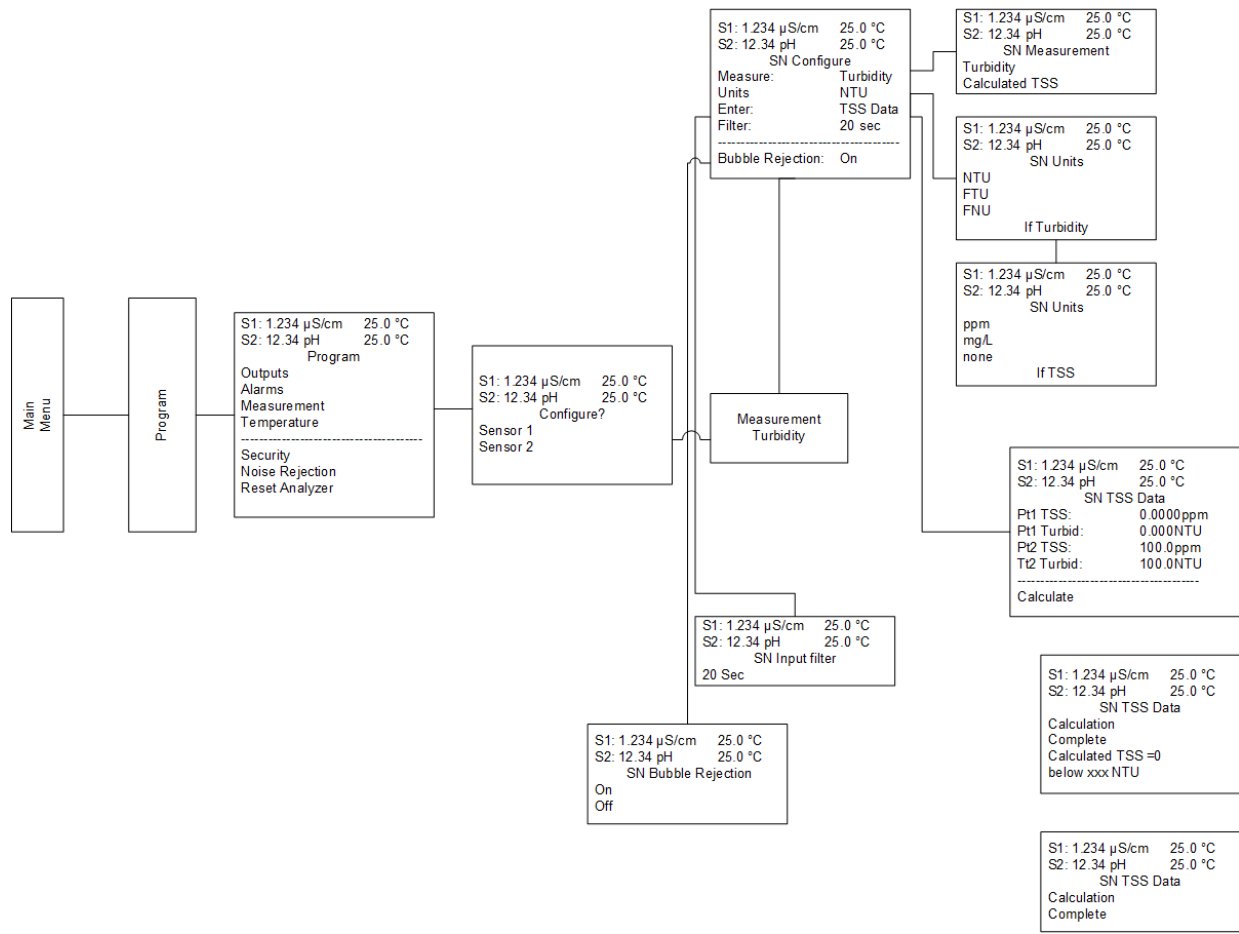 Main
Menu
Program
S1: 1.234 µS/cm 25.0 °C
S2: 12.34 pH 25.0 °C
Program
Outputs
Alarms
Measurement
Temperature
----------------------------------------
Security
Noise Rejection
Reset Analyzer
S1: 1.234 µS/cm 25.0 °C
S2: 12.34 pH 25.0 °C
Configure?
Sensor 1
Sensor 2
Measurement
Turbidity
S1: 1.234 µS/cm 25.0 °C
S2: 12.34 pH 25.0 °C
SN Configure
Measure: Turbidity
Units NTU
Enter: TSS Data
Filter: 20 sec
----------------------------------------
Bubble Rejection: On
S1: 1.234 µS/cm 25.0 °C
S2: 12.34 pH 25.0 °C
SN Measurement
Turbidity
Calculated TSS
S1: 1.234 µS/cm 25.0 °C
S2: 12.34 pH 25.0 °C
SN Units
NTU
FTU
FNU
If Turbidity
S1: 1.234 µS/cm 25.0 °C
S2: 12.34 pH 25.0 °C
SN Units
ppm
mg/L
none
If TSS
S1: 1.234 µS/cm 25.0 °C
S2: 12.34 pH 25.0 °C
SN TSS Data
Pt1 TSS: 0.0000ppm
Pt1 Turbid: 0.000NTU
Pt2 TSS: 100.0ppm
Tt2 Turbid: 100.0NTU
----------------------------------------
Calculate
S1: 1.234 µS/cm 25.0 °C
S2: 12.34 pH 25.0 °C
SN Input filter
20 Sec
S1: 1.234 µS/cm 25.0 °C
S2: 12.34 pH 25.0 °C
SN Bubble Rejection
On
Off
S1: 1.234 µS/cm 25.0 °C
S2: 12.34 pH 25.0 °C
SN TSS Data
Calculation
Complete
Calculated TSS =0
below xxx NTU
S1: 1.234 µS/cm 25.0 °C
S2: 12.34 pH 25.0 °C
SN TSS Data
Calculation
Complete